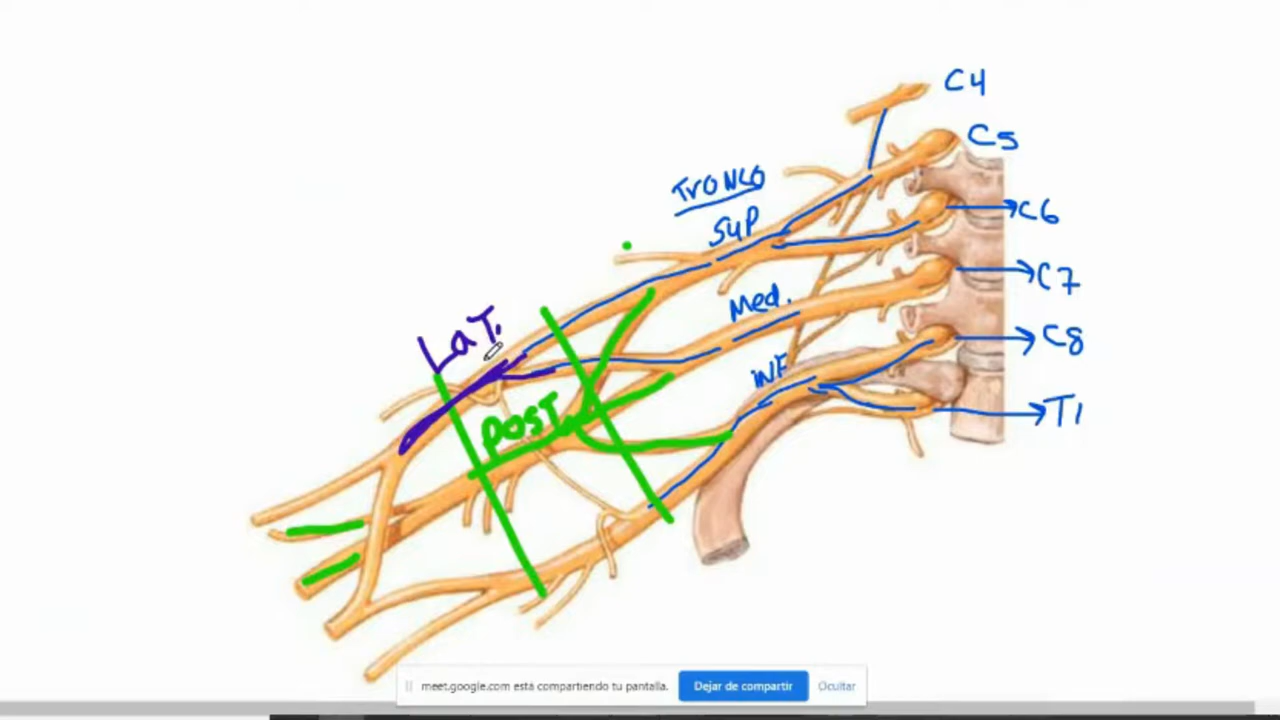 C4
C5
Tronco
SUP
C6
C7
Med.
LaT.
C8
INF
POST
T1
meet.google.com está compartiendo tu pantalla.
Dejar de compartir
Ocultar